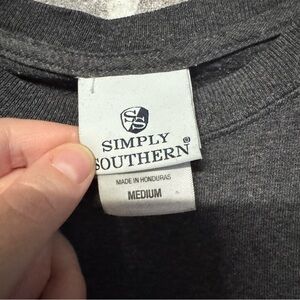 SS
SIMPLY
SOUTHERN®
MADE IN HONDURAS
MEDIUM